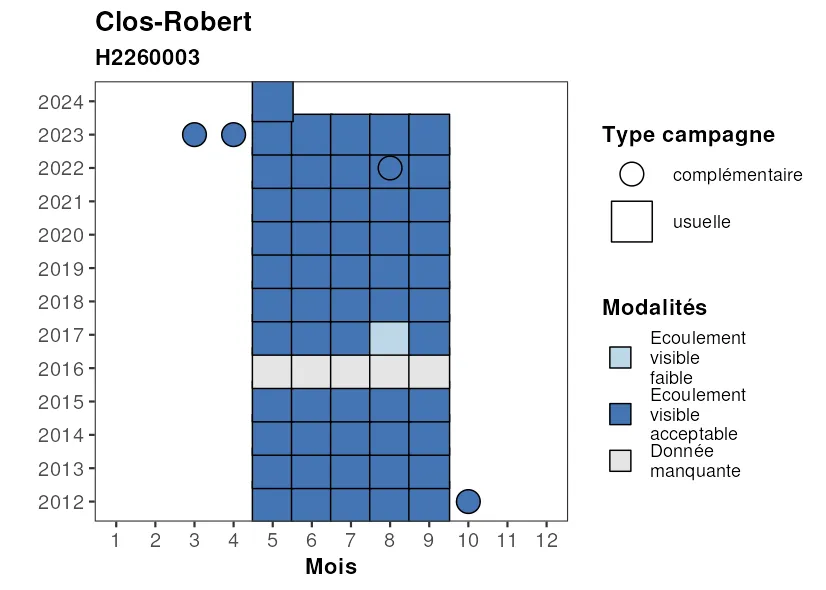 Clos-Robert
H2260003
2024
2023
2022
2021
2020
2019
2018
2017
2016
2015
2014
2013
2012
1 2 3 4 5 6 7 8 9 10 11 12
Mois
Type campagne
complémentaire
usuelle
Modalités
Ecoulement
visible
faible
Ecoulement
visible
acceptable
Donnée
manquante